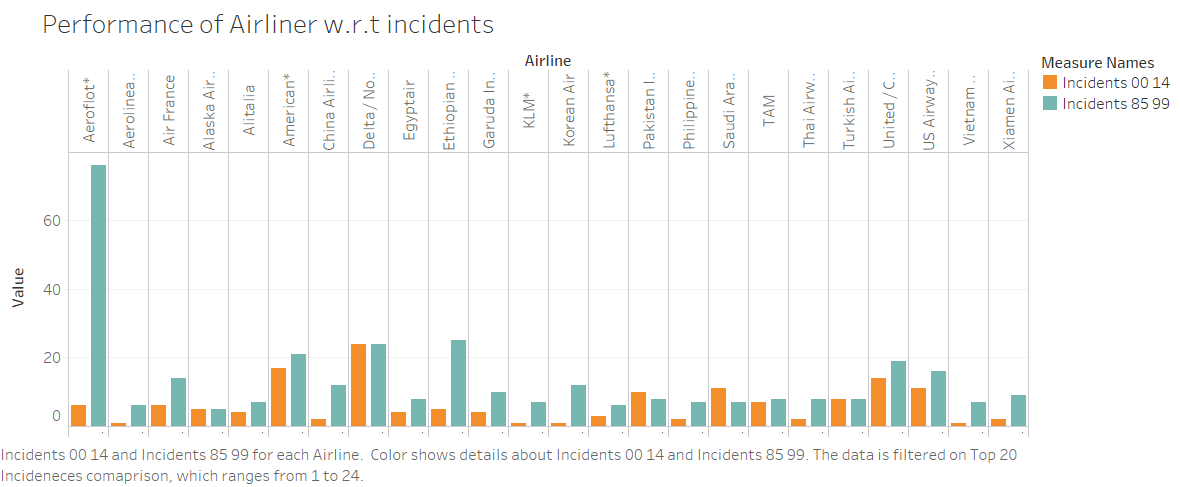 Performance of Airliner w.r.t incidents
Airline
Measure Names
Incidents 00 14
Incidents 85 99
Aeroflot*
Aerolinea..
Air France
Alaska Air..
Alitalia
American*
China Airli..
Delta / No..
Egyptair
Ethiopian ..
Garuda In..
KLM*
Korean Air
Lufthansa*
Pakistan I..
Philippine..
Saudi Ara..
TAM
Thai Airw..
Turkish Ai..
United / C..
US Airway..
Vietnam ..
Xiamen Ai..
Value
60
40
20
0
Incidents 00 14 and Incidents 85 99 for each Airline.  Color shows details about Incidents 00 14 and Incidents 85 99. The data is filtered on Top 20
Incideneces comaprison, which ranges from 1 to 24.